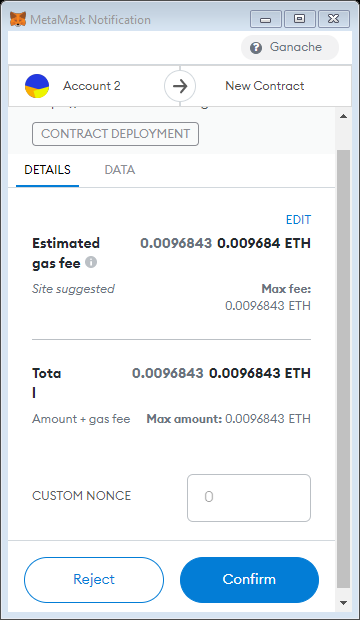 MetaMask Notification
Ganache
Account 2
New Contract
CONTRACT DEPLOYMENT
DETAILS
DATA
EDIT
Estimated gas fee
0.0096843 0.009684 ETH
Site suggested
Max fee:
0.0096843 ETH
Tota
l
0.0096843 0.0096843 ETH
Amount + gas fee
Max amount: 0.0096843 ETH
CUSTOM NONCE
0
Reject
Confirm